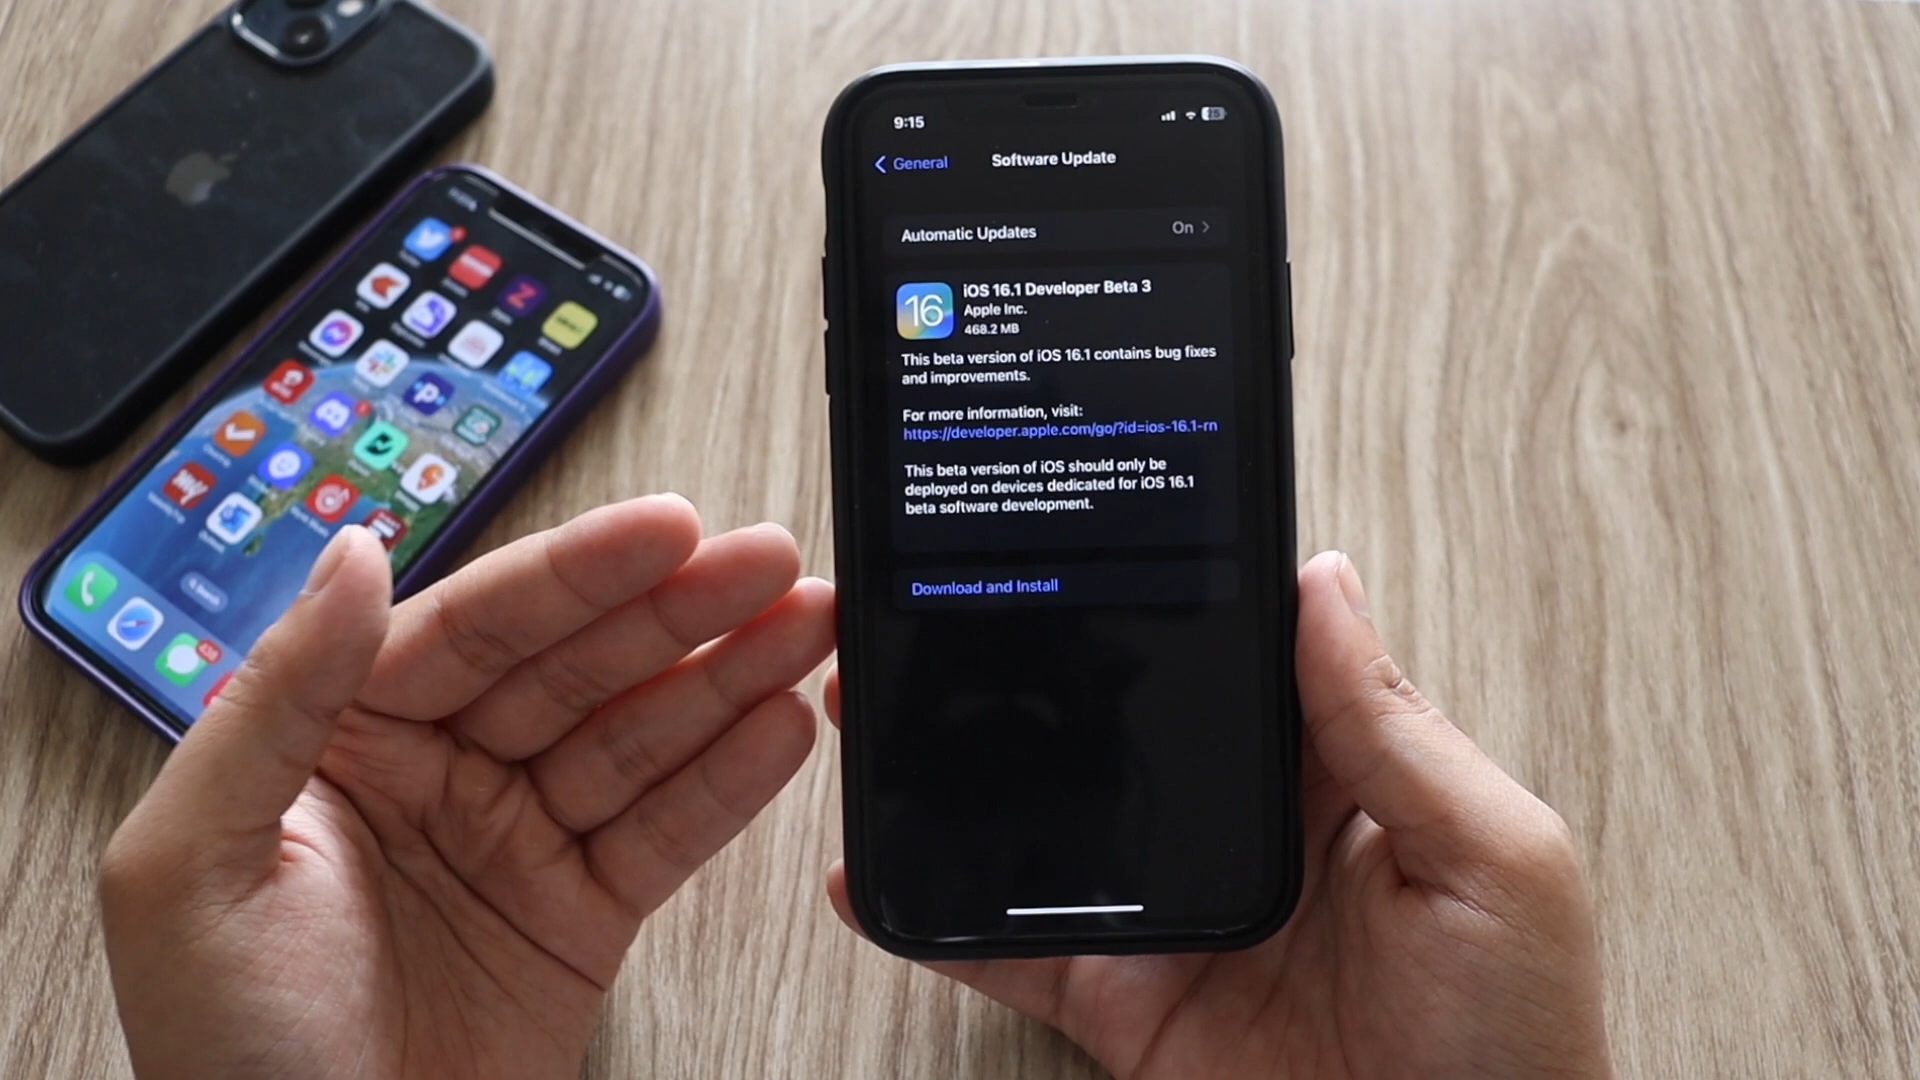 9:15
General
Software Update
Automatic Updates
On
16
iOS 16.1 Developer Beta 3
Apple Inc.
468.2 MB
This beta version of iOS 16.1 contains bug fixes
and improvements.
For more information, visit:
https://developer.apple.com/go/?id=ios-16.1-rn
This beta version of iOS should only be
deployed on devices dedicated for iOS 16.1
beta software development.
Download and Install
Search
438